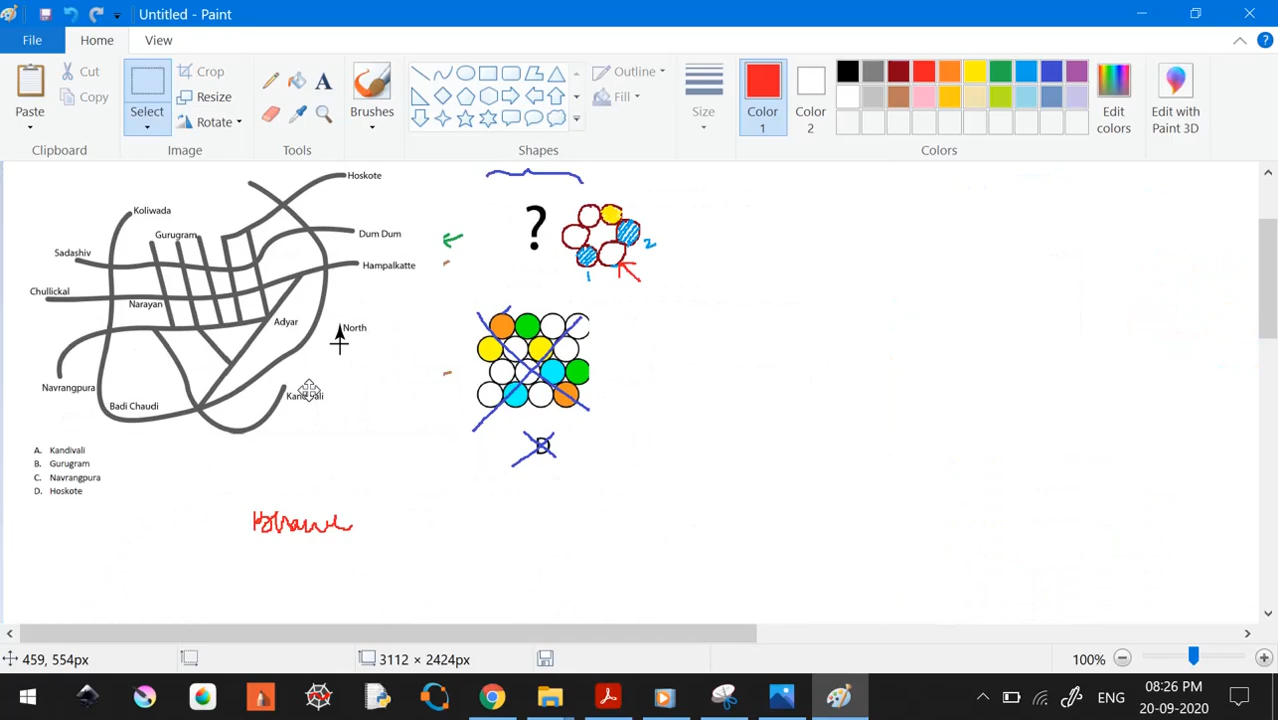 Untitled - Paint
File
Home
View
Paste
Cut
Copy
Clipboard
Select
Crop
Resize
Rotate
Image
A
Tools
Brushes
Outline
Fill
Shapes
Size
Color 1
Color 2
Edit colors
Edit with Paint 3D
Colors
Hoskote
Koliwada
Gurugram
Dum Dum
Sadashiv
Hampalkatte
Chullickal
Narayan
Adyar
North
Navrangpura
Badi Chaudi
?
2
1
D
A. Kandivali
B. Gurugram
C. Navrangpura
D. Hoskote
459, 554px
3112 × 2424px
100%
ENG
08:26 PM
20-09-2020